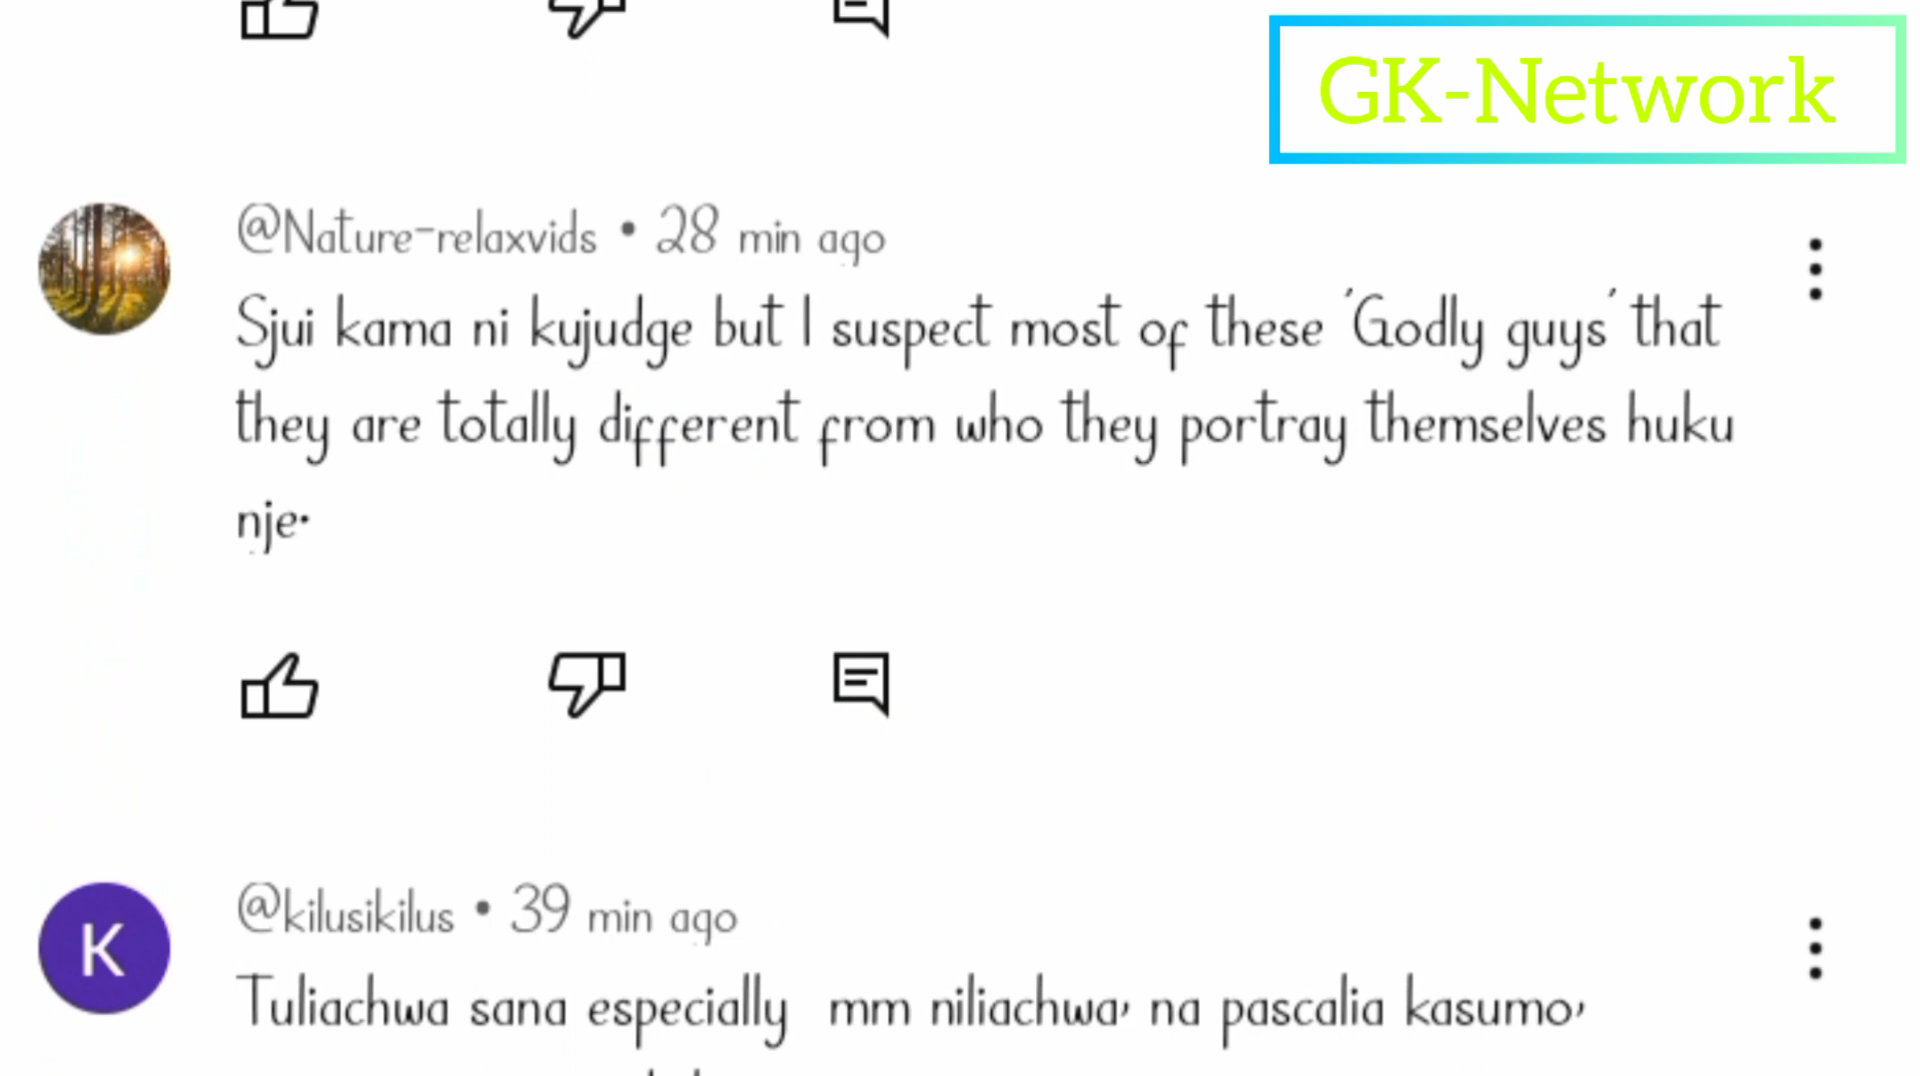 GK-Network
@Nature-relaxvids • 28 min ago
Sjui kama ni kujudge but I suspect most of these 'Godly guys' that
they are totally different from who they portray themselves huku
nje.
K
@kilusikilus • 39 min ago
Tuliachwa sana especially mm niliachwa, na pascalia kasumo,